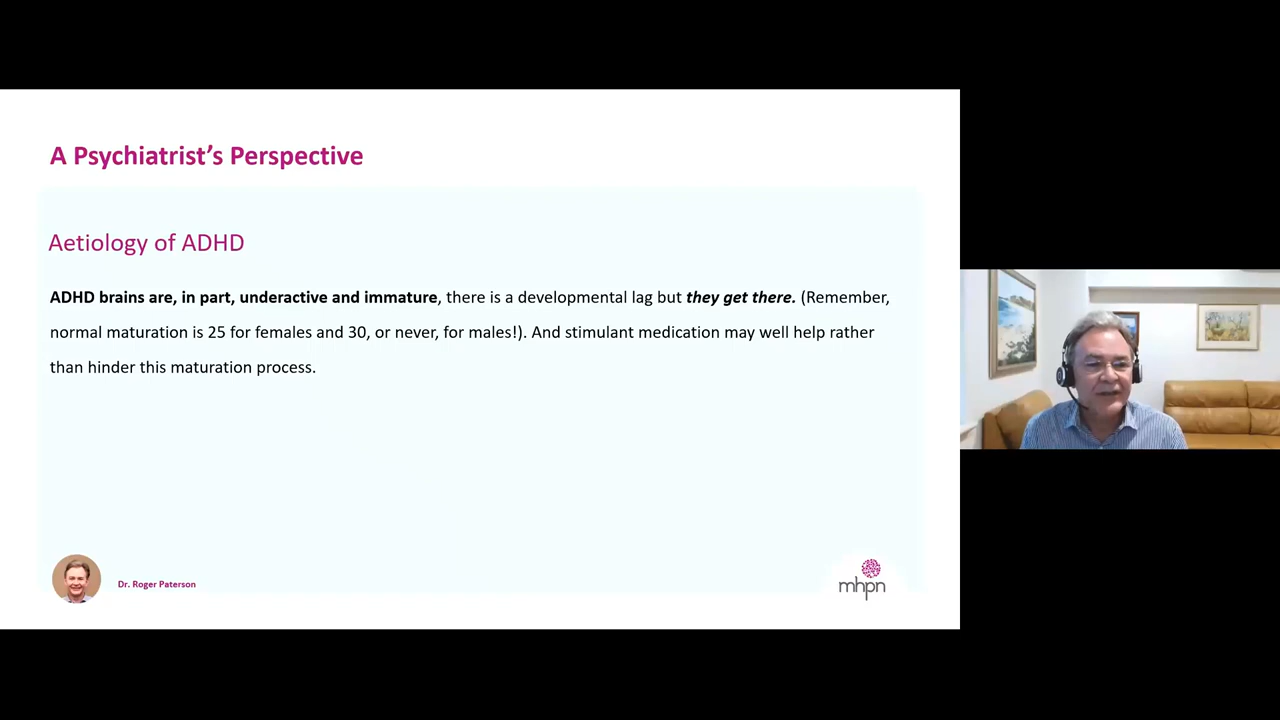 A Psychiatrist’s Perspective
Aetiology of ADHD
ADHD brains are, in part, underactive and immature, there is a developmental lag but they get there. (Remember,
normal maturation is 25 for females and 30, or never, for males!). And stimulant medication may well help rather
than hinder this maturation process.
Dr. Roger Paterson
mhpn